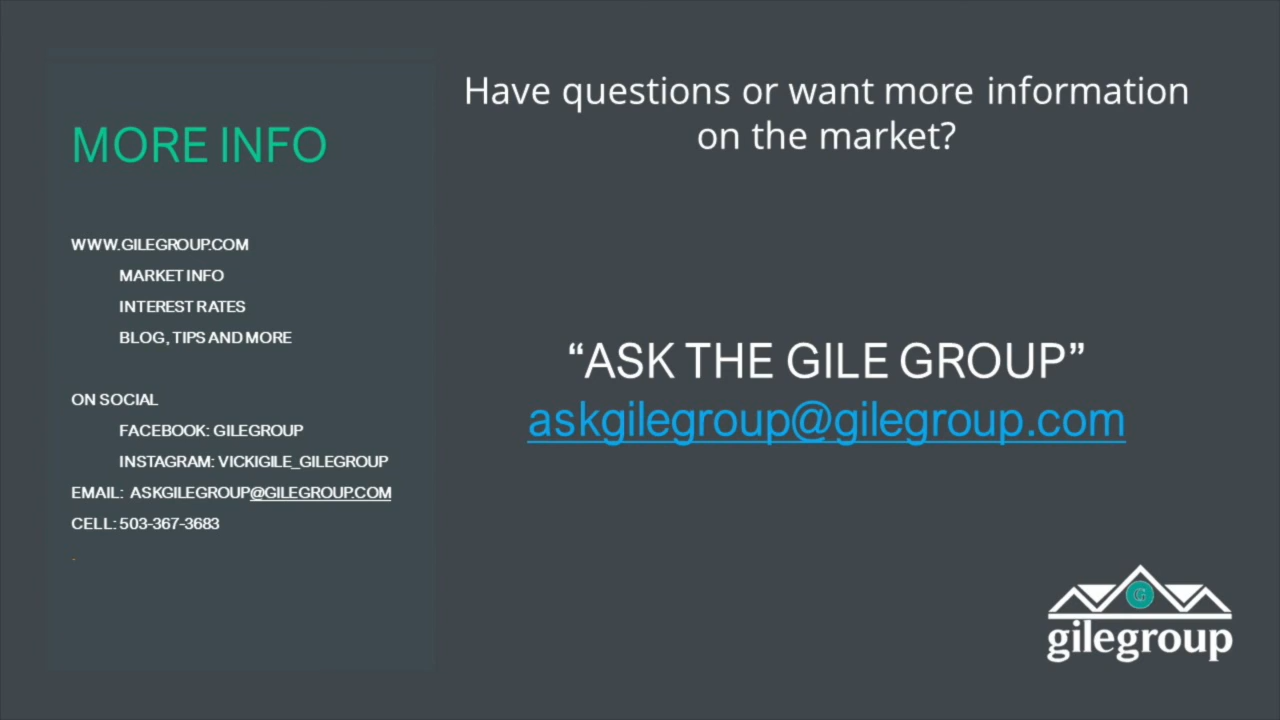 MORE INFO
WWW.GILEGROUP.COM
MARKET INFO
INTEREST RATES
BLOG, TIPS AND MORE
ON SOCIAL
FACEBOOK: GILEGROUP
INSTAGRAM: VICKIGILE_GILEGROUP
EMAIL: ASKGILEGROUP@GILEGROUP.COM
CELL: 503-367-3683
Have questions or want more information
on the market?
“ASK THE GILE GROUP”
askgilegroup@gilegroup.com
G
gilegroup